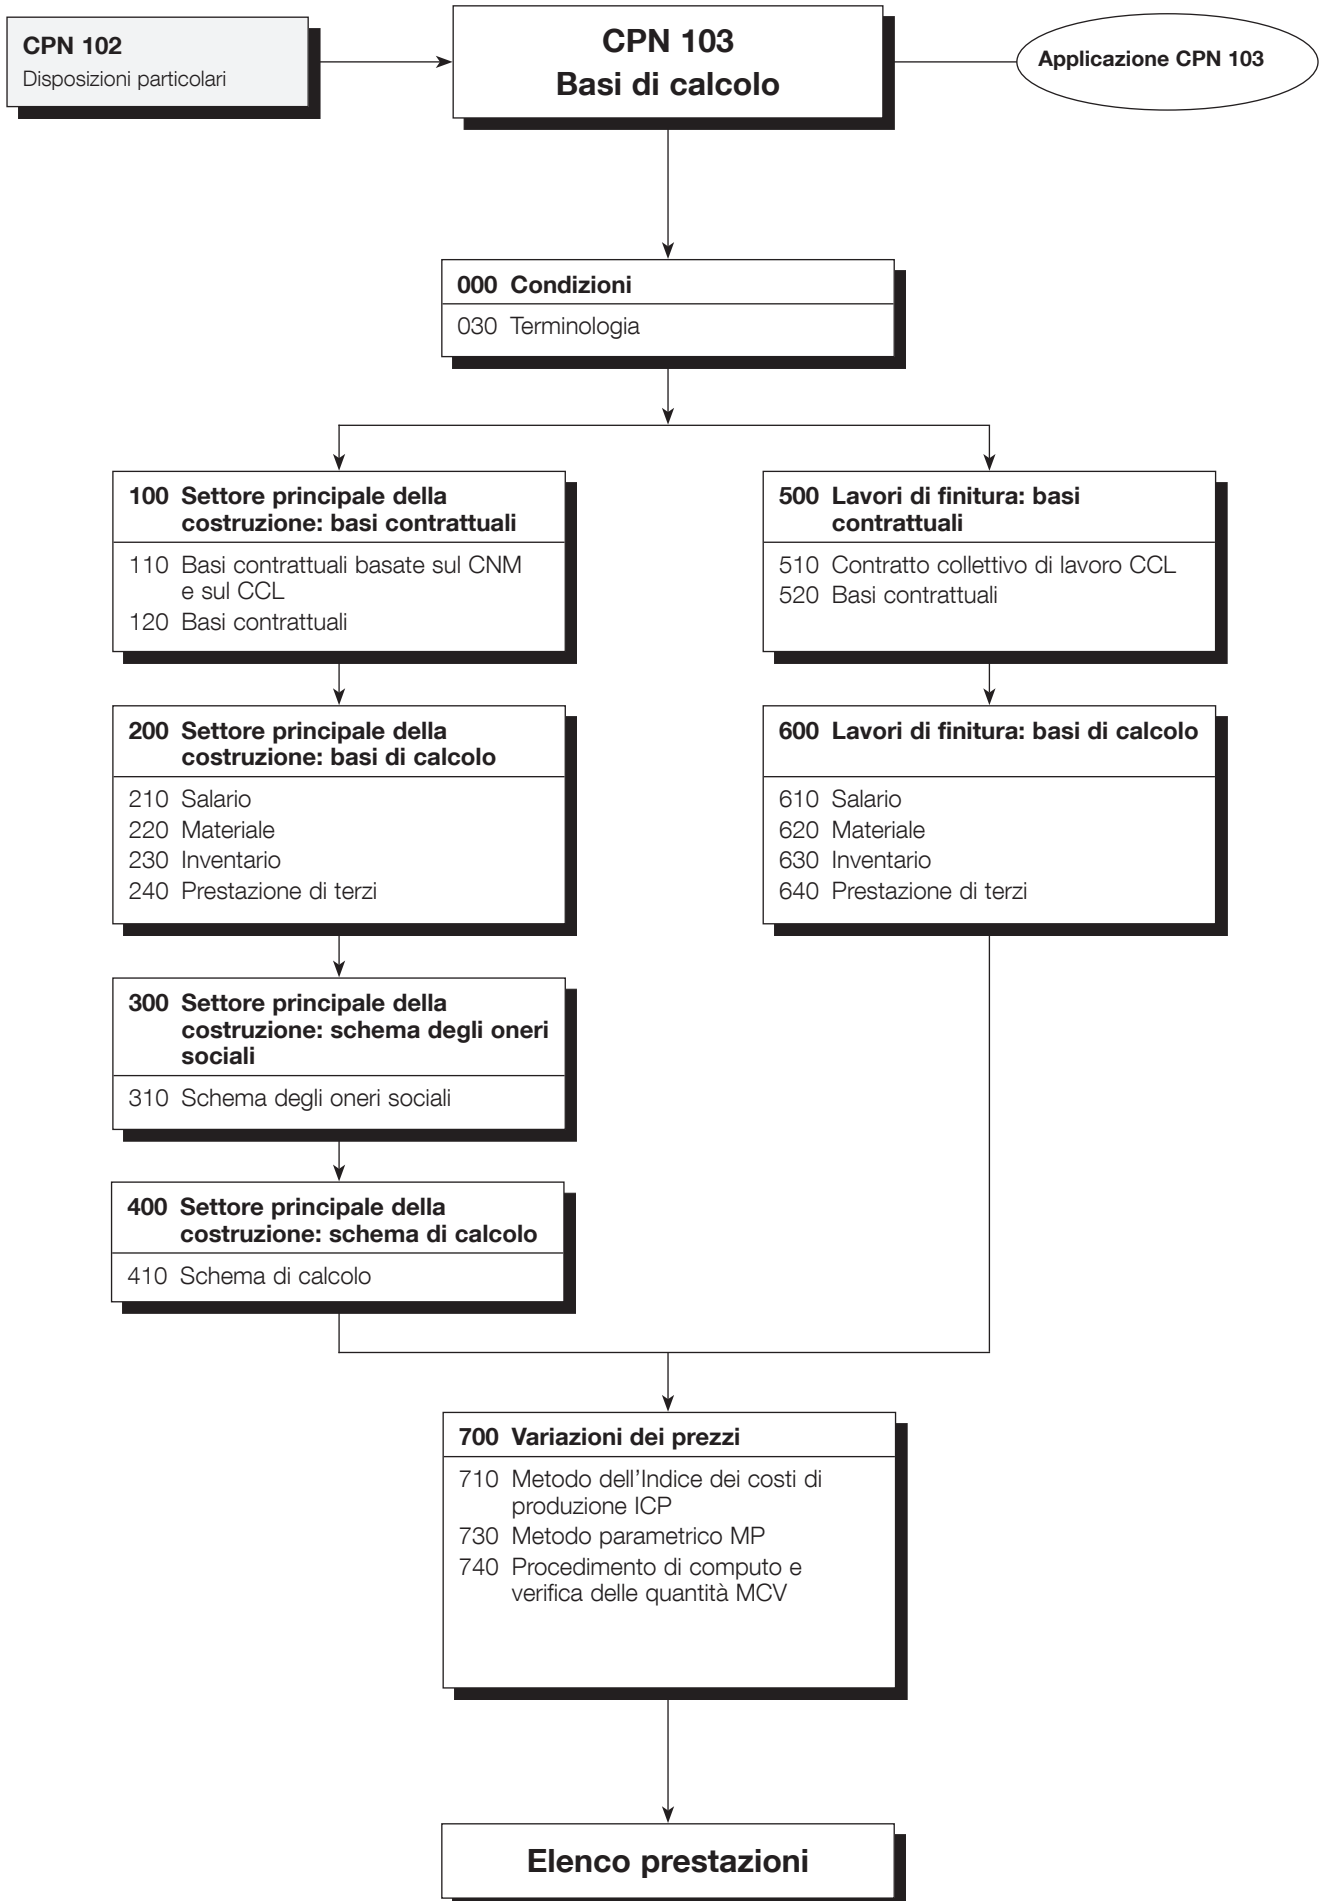 CPN 102
Disposizioni particolari
CPN 103
Basi di calcolo
Applicazione CPN 103
000 Condizioni
030 Terminologia
100 Settore principale della
costruzione: basi contrattuali
110 Basi contrattuali basate sul CNM
e sul CCL
120 Basi contrattuali
500 Lavori di finitura: basi
contrattuali
510 Contratto collettivo di lavoro CCL
520 Basi contrattuali
200 Settore principale della
costruzione: basi di calcolo
210 Salario
220 Materiale
230 Inventario
240 Prestazione di terzi
600 Lavori di finitura: basi di calcolo
610 Salario
620 Materiale
630 Inventario
640 Prestazione di terzi
300 Settore principale della
costruzione: schema degli oneri
sociali
310 Schema degli oneri sociali
400 Settore principale della
costruzione: schema di calcolo
410 Schema di calcolo
700 Variazioni dei prezzi
710 Metodo dell'Indice dei costi di
produzione ICP
730 Metodo parametrico MP
740 Procedimento di computo e
verifica delle quantità MCV
Elenco prestazioni